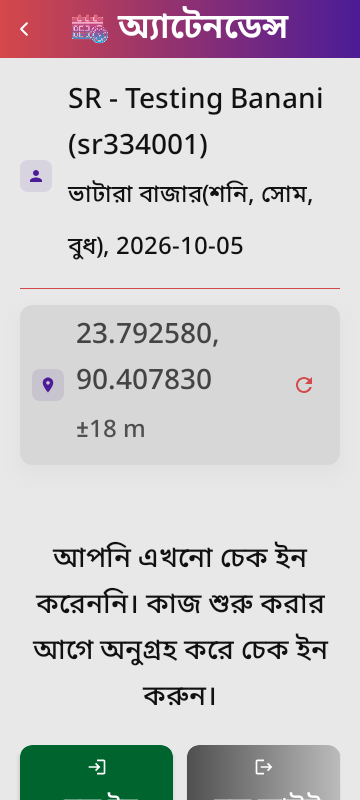 অ্যাটেনডেন্স
SR - Testing Banani
(sr334001)
ভাটারা বাজার(শনি, সোম,
বুধ), 2026-10-05
23.792580,
90.407830
±18 m
আপনি এখনো চেক ইন
করেননি। কাজ শুরু করার
আগে অনুগ্রহ করে চেক ইন
করুন।